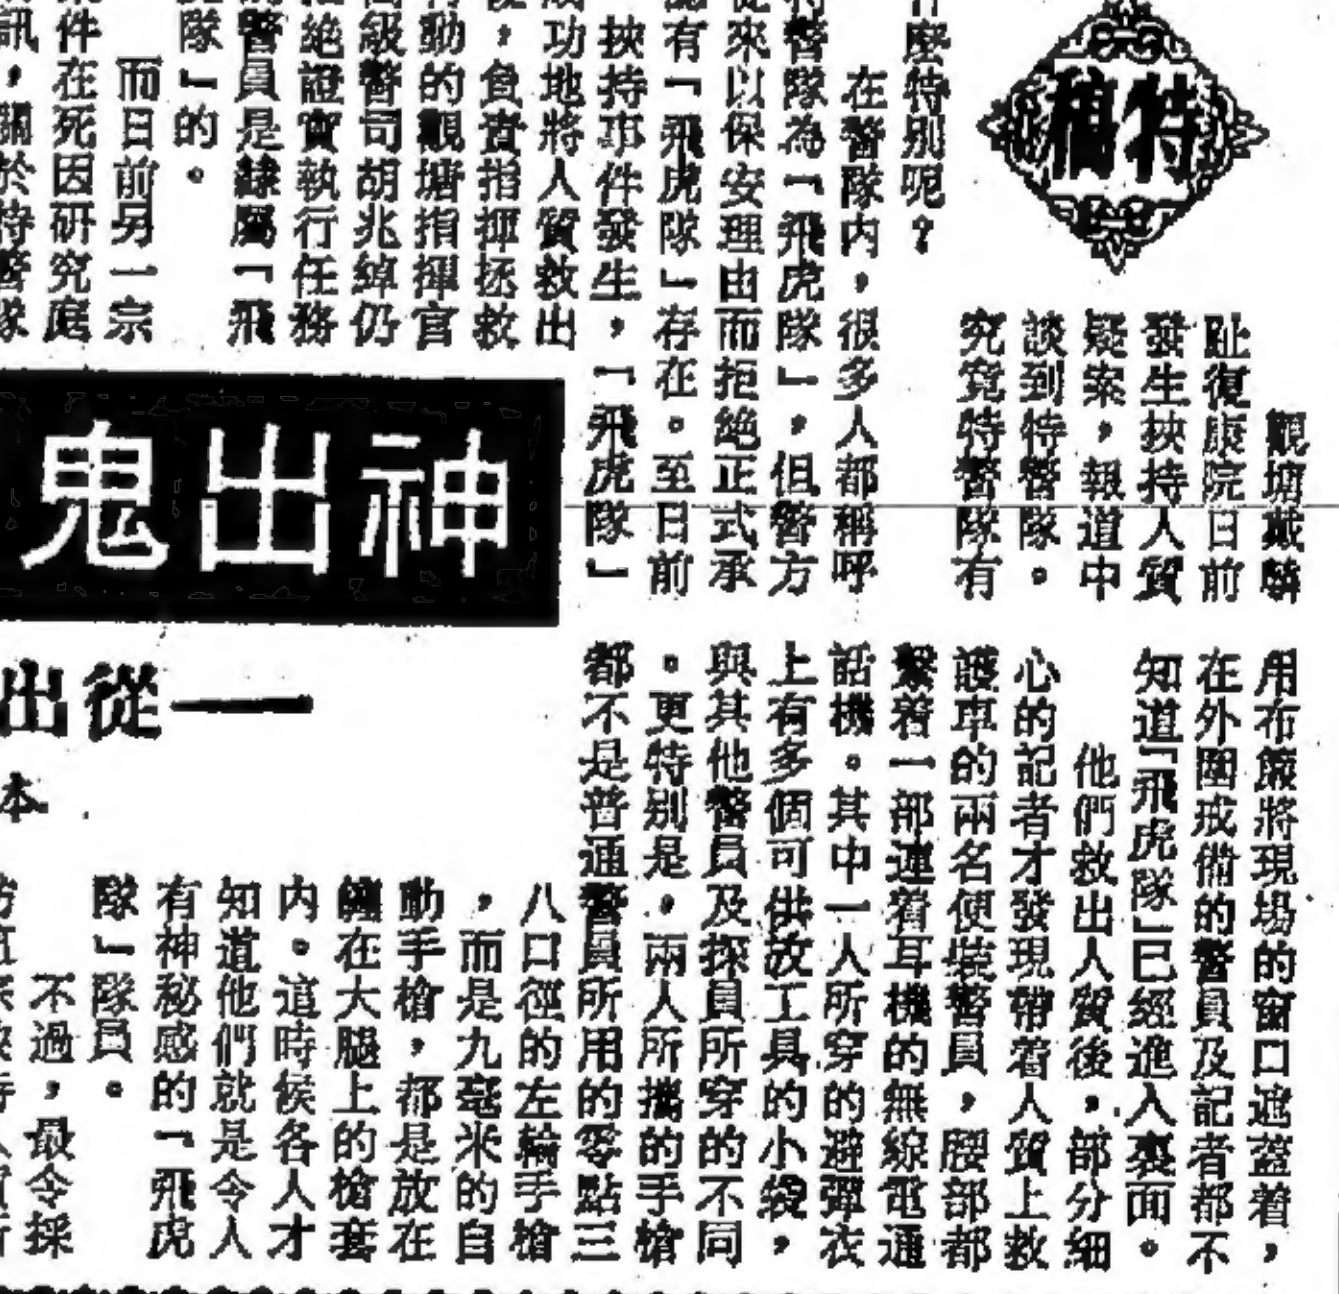 特稿
觀塘戴麟
趾復康院日前
發生挾持人質
疑案，報道中
談到特警隊。
究竟特警隊有
麼特別呢？
在警隊內，很多人都稱呼
特警隊為「飛虎隊」，但警方
從來以保安理由而拒絕正式承
認有「飛虎隊」存在。至日前
挾持事件發生，「飛虎隊」
成功地將人質救出
後，負責指揮拯救
行動的觀塘指揮官
高級警司胡兆綽仍
拒絕證實執行任務
的警員是隸屬「飛
隊」的。
而日前另一宗
案件在死因研究庭
訊，關於特警隊
神出鬼
一從出
本
用布簾將現場的窗口遮蓋着，
在外圍戒備的警員及記者都不
知道『飛虎隊』已經進入裏面。
他們救出人質後，部分細
心的記者才發現帶着人質上救
護車的兩名便裝警員，腰部都
繫着一部連着耳機的無線電通
話機。其中一人所穿的避彈衣
上有多個可供放工具的小袋，
與其他警員及探員所穿的不同
。更特別是，兩人所攜的手槍
都不是普通警員所用的零點三
八口徑的左輪手槍
，而是九毫米的自
動手槍，都是放在
纏在大腿上的槍套
內。這時候各人才
知道他們就是令人
有神秘感的「飛虎
隊」隊員。
不過，最令採